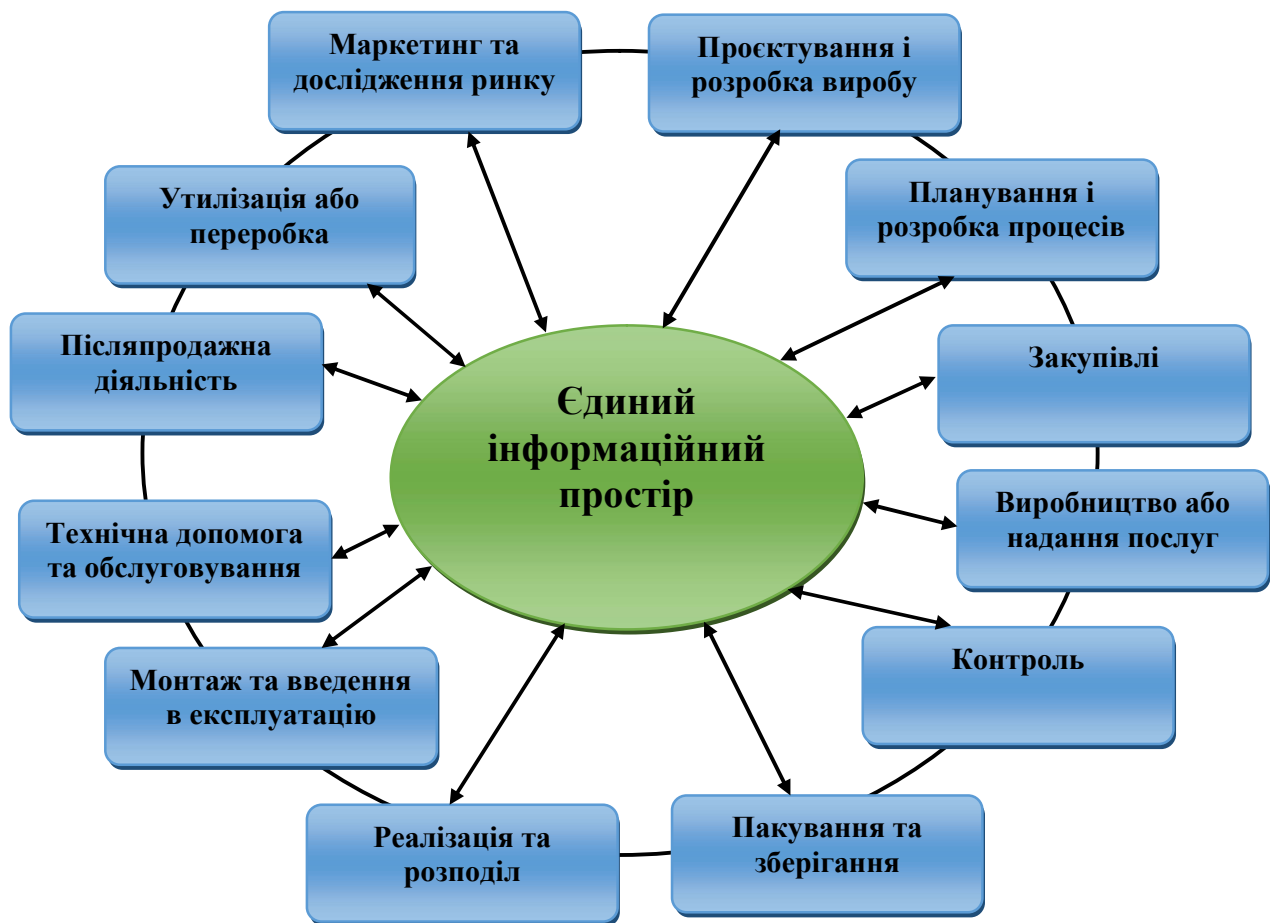 Маркетинг та
дослідження ринку
Проєктування і
розробка виробу
Планування і
розробка процесів
Закупівлі
Виробництво або
надання послуг
Контроль
Пакування та
зберігання
Реалізація та
розподіл
Монтаж та введення
в експлуатацію
Технічна допомога
та обслуговування
Післяпродажна
діяльність
Утилізація або
переробка
Єдиний
інформаційний
простір